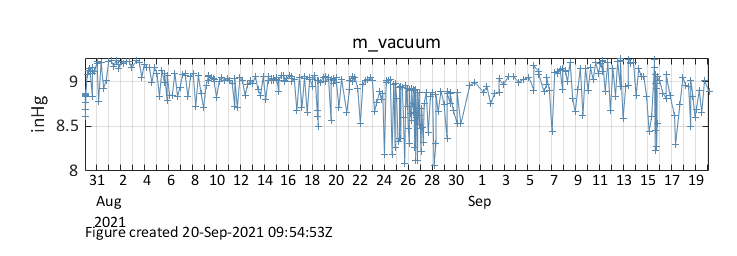 m_vacuum
inHg
9
8.5
8
31 2 4 6 8 10 12 14 16 18 20 22 24 26 28 30 1 3 5 7 9 11 13 15 17 19
Aug Sep
2021
Figure created 20-Sep-2021 09:54:53Z